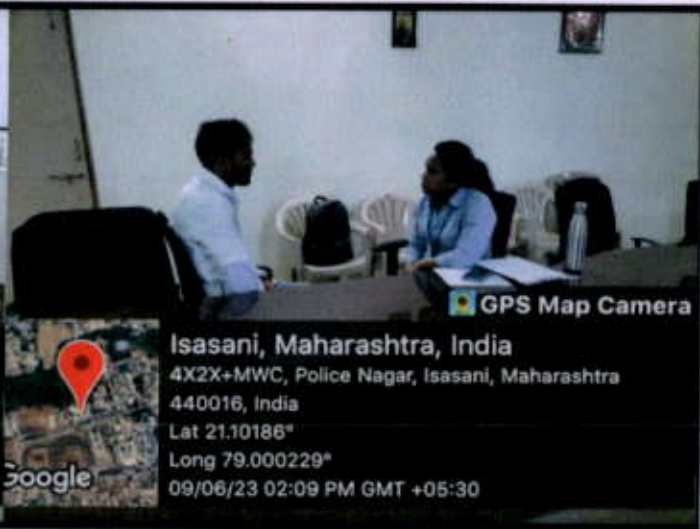 GPS Map Camera
Isasani, Maharashtra, India
4X2X+MWC, Police Nagar, Isasani, Maharashtra
440016, India
Lat 21.10186°
Long 79.000229°
09/06/23 02:09 PM GMT +05:30
Google